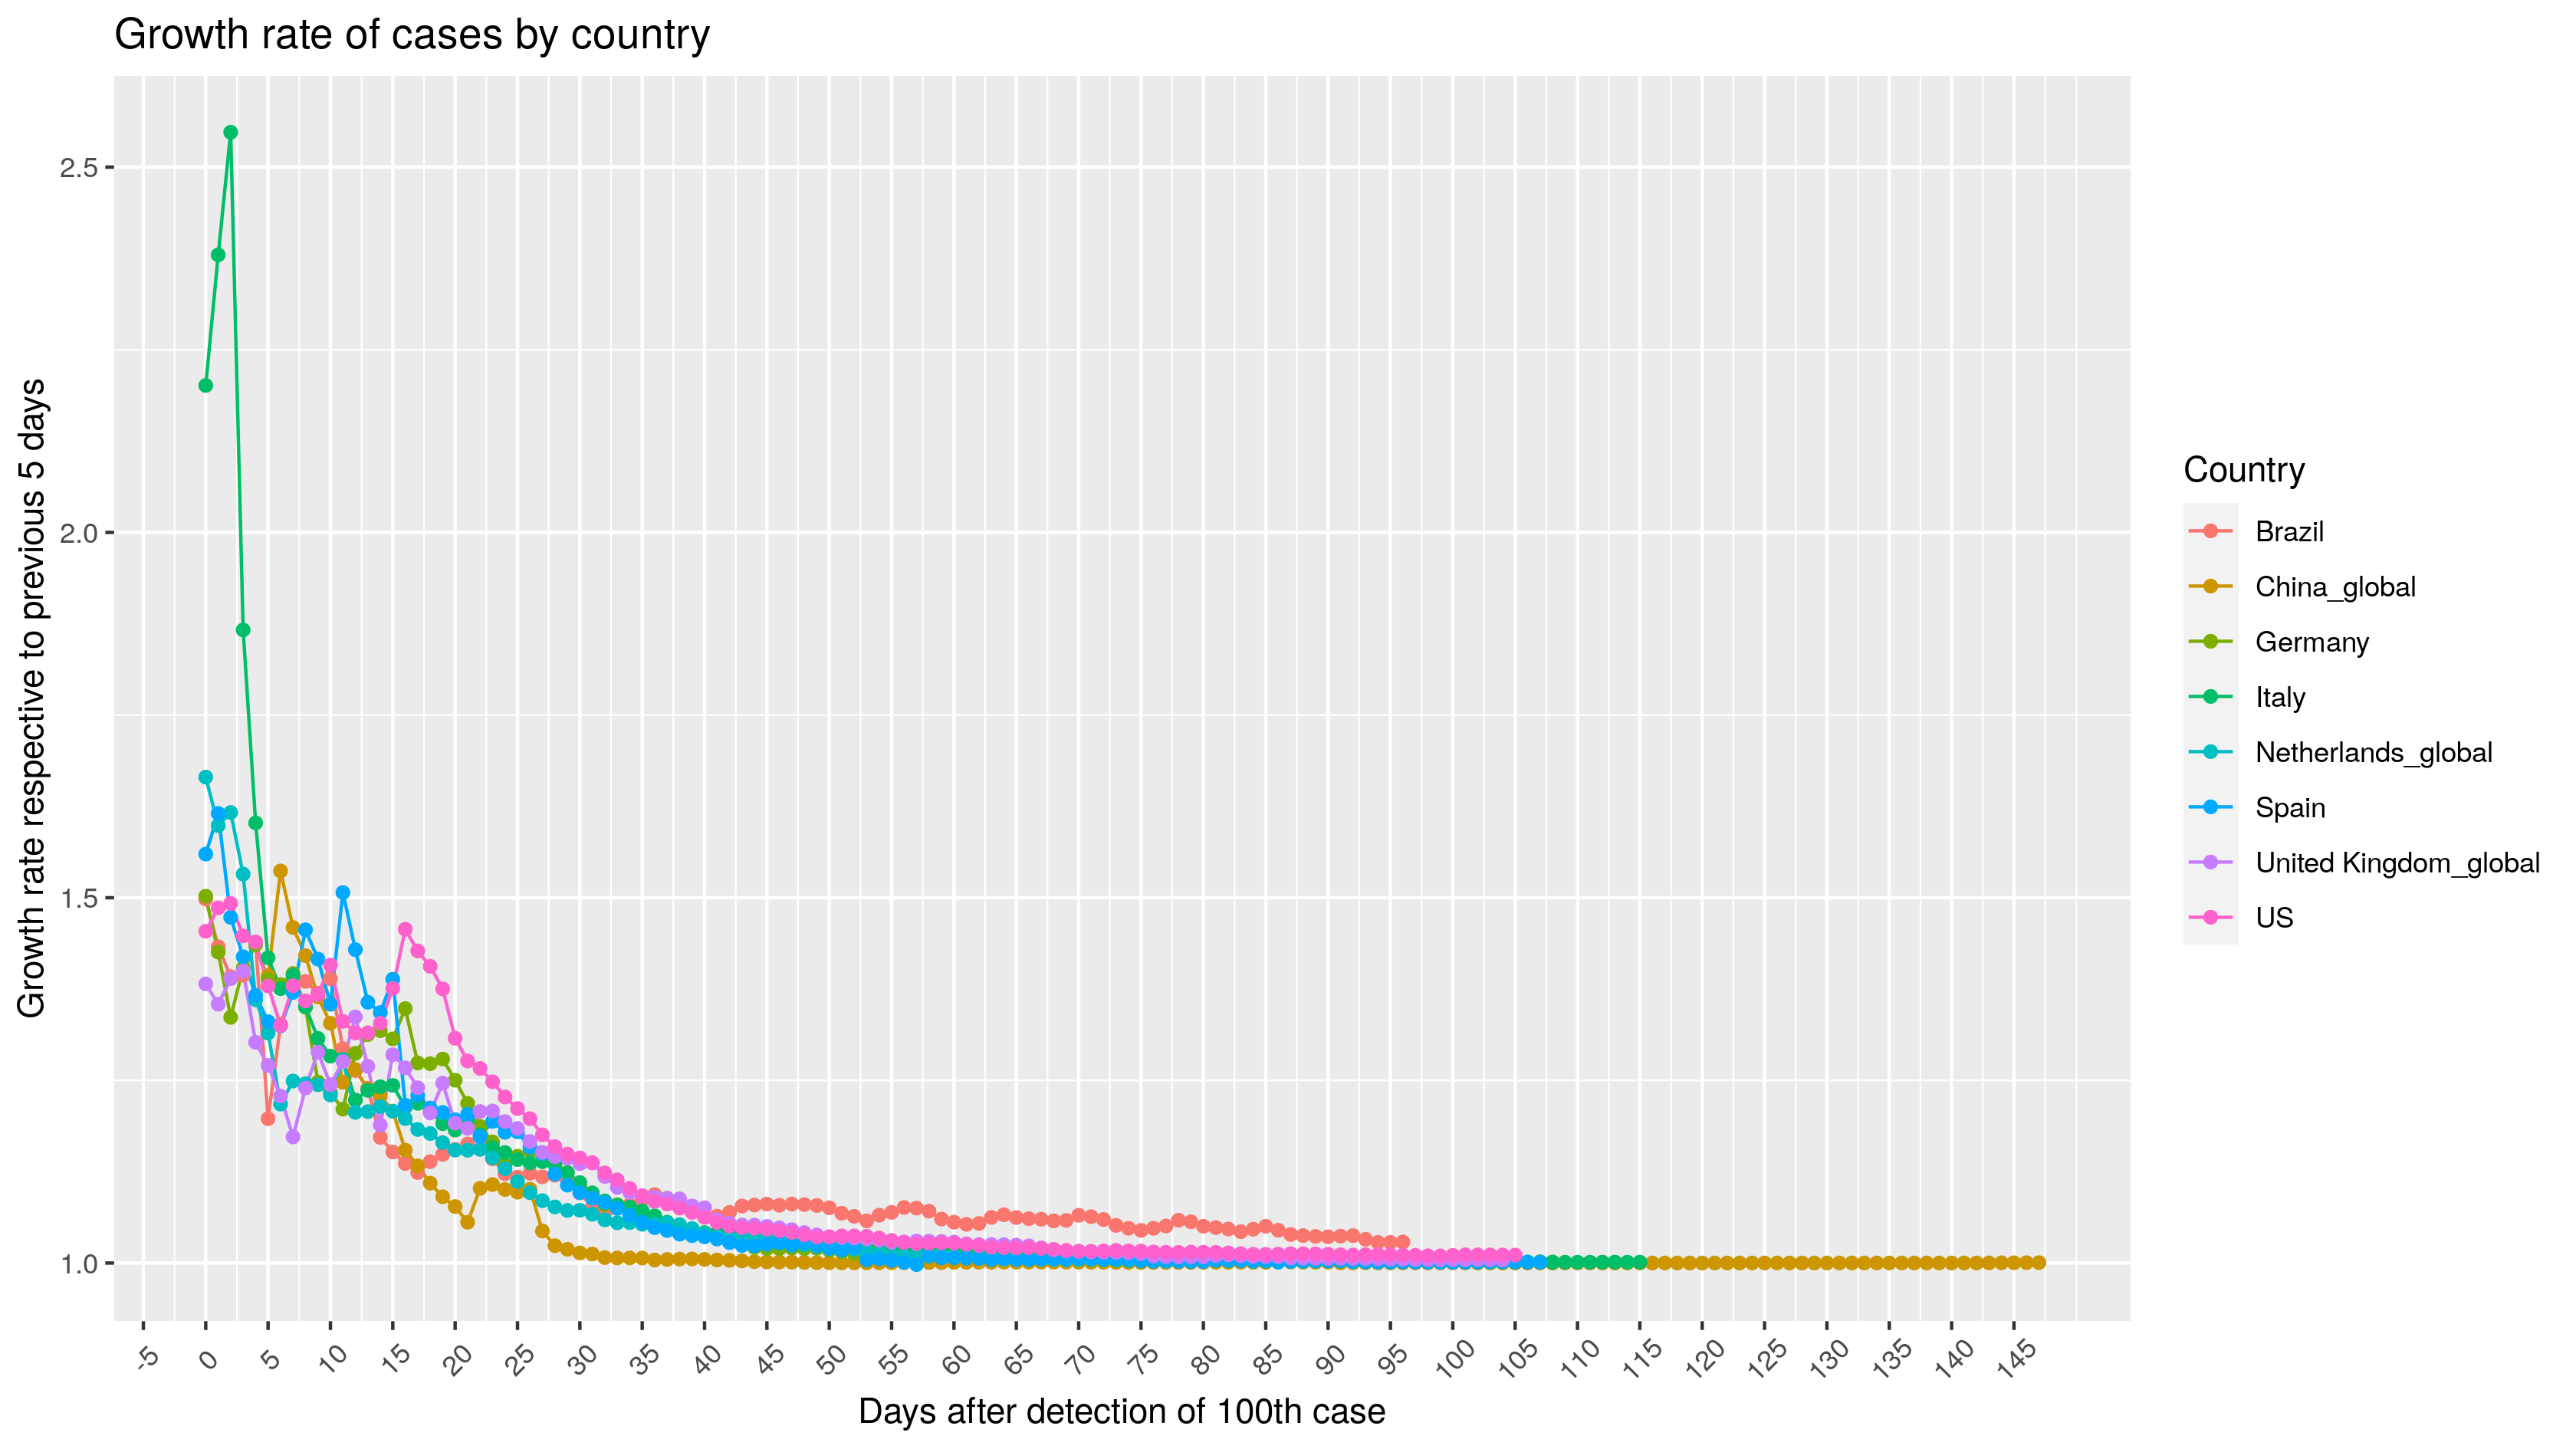 Growth rate of cases by country
Growth rate respective to previous 5 days
2.5
2.0
1.5
1.0
-5 0 5 10 15 20 25 30 35 40 45 50 55 60 65 70 75 80 85 90 95 100 105 110 115 120 125 130 135 140 145
Days after detection of 100th case
Country
Brazil
China_global
Germany
Italy
Netherlands_global
Spain
United Kingdom_global
US